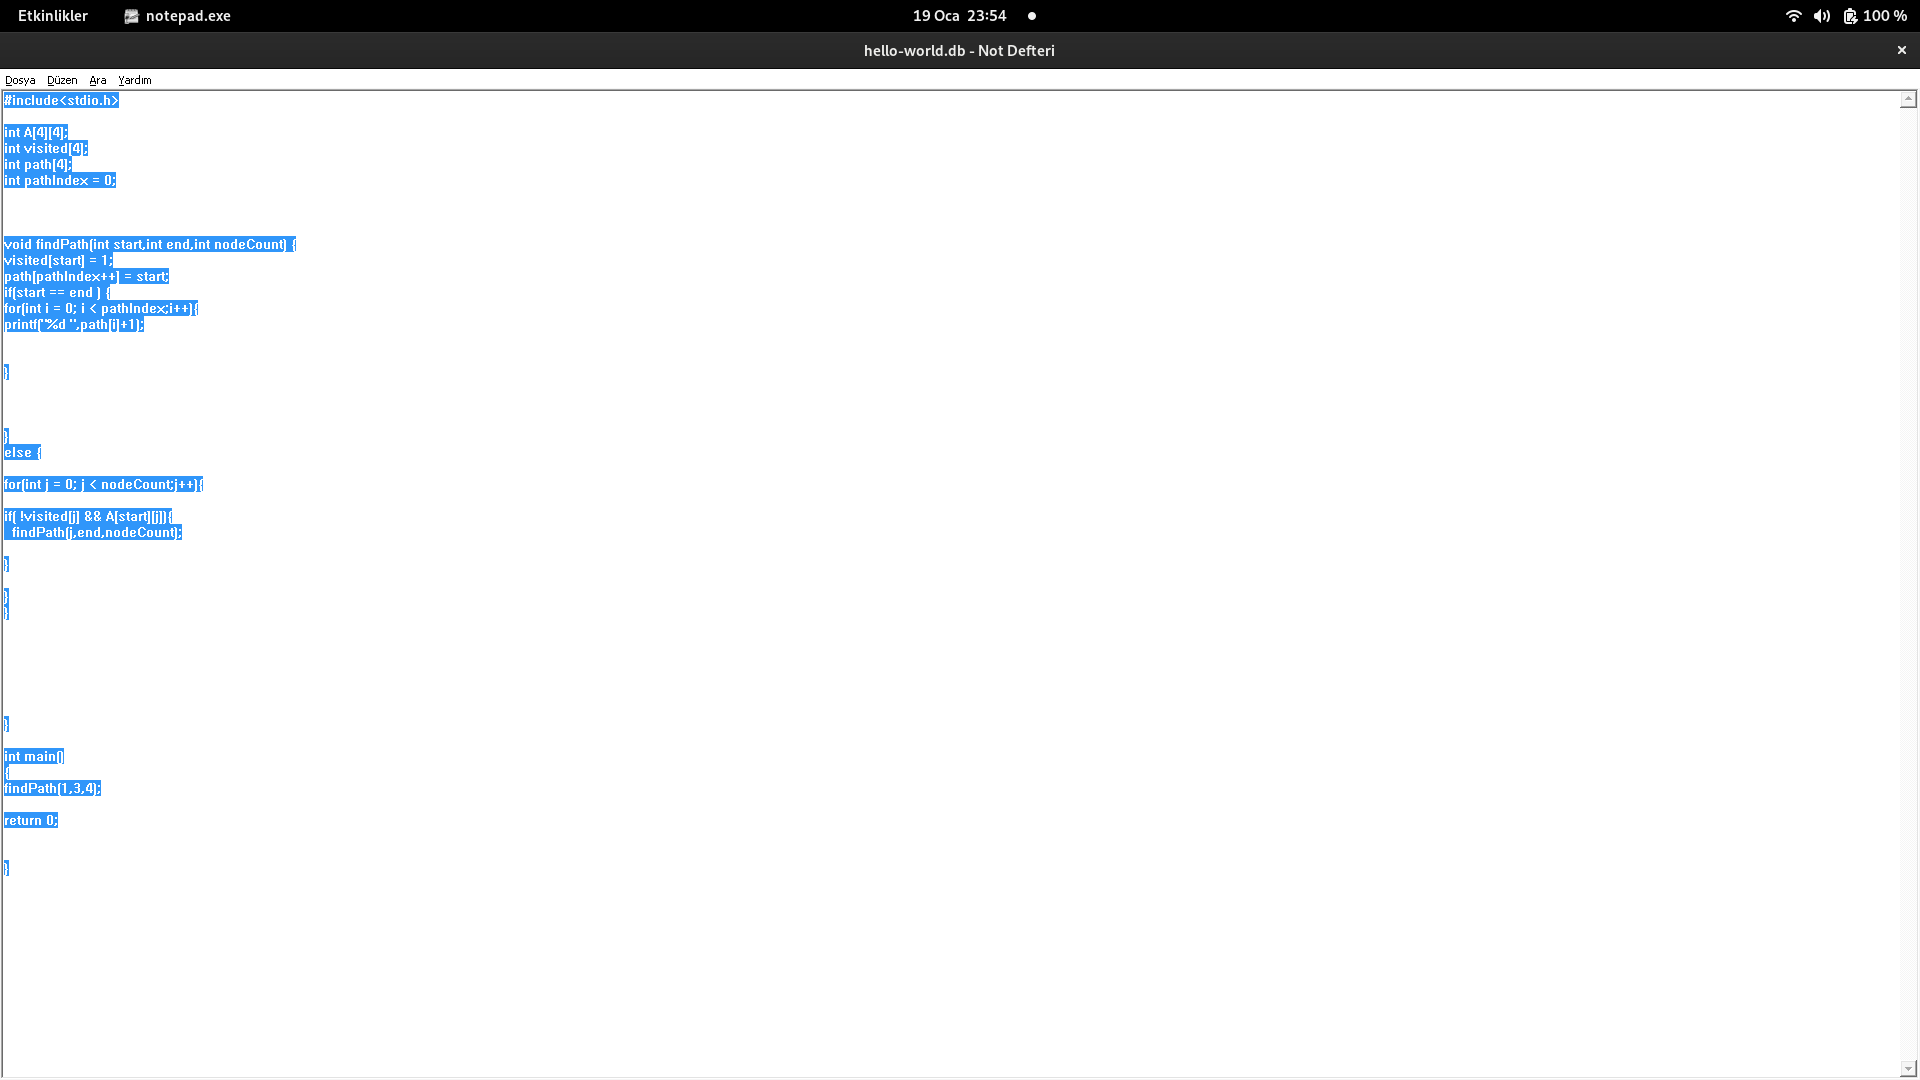 Etkinlikler notepad.exe 19 Oca 23:54 100 %
hello-world.db - Not Defteri
Dosya Düzen Ara Yardım
#include<stdio.h>
int A[4][4];
int visited[4];
int path[4];
int pathIndex = 0;
void findPath(int start,int end,int nodeCount) {
visited[start] = 1;
path[pathIndex++] = start;
if(start == end ) {
for(int i = 0; i < pathIndex;i++){
printf("%d ",path[i]+1);
}
}
else {
for(int j = 0; j < nodeCount;j++){
if( !visited[j] && A[start][j]){
findPath(j,end,nodeCount);
}
}
}
}
int main()
{
findPath(1,3,4);
return 0;
}